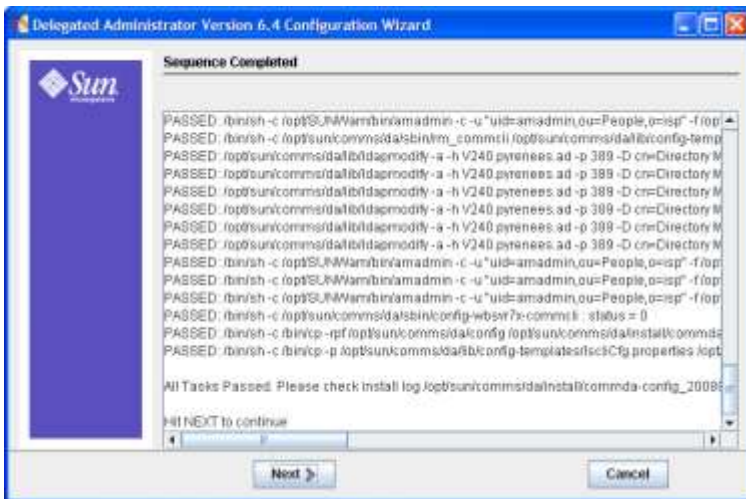 Delegated Administrator Version 6.4 Configuration Wizard
Sun
microsystems
Sequence Completed
PASSED: /bin/sh -c /opt/SUNWam/bin/amadmin -c -u "uid=amadmin,ou=People,o=isp" -f /op
PASSED: /bin/sh -c /opt/sun/comms/da/sbin/rm_commcli /opt/sun/comms/da/lib/config-temp
PASSED: /opt/sun/comms/da/lib/ldapmodify -a -h V240.pyrenees.ad -p 389 -D cn=Directory M
PASSED: /opt/sun/comms/da/lib/ldapmodify -a -h V240.pyrenees.ad -p 389 -D cn=Directory M
PASSED: /opt/sun/comms/da/lib/ldapmodify -a -h V240.pyrenees.ad -p 389 -D cn=Directory M
PASSED: /opt/sun/comms/da/lib/ldapmodify -a -h V240.pyrenees.ad -p 389 -D cn=Directory M
PASSED: /opt/sun/comms/da/lib/ldapmodify -a -h V240.pyrenees.ad -p 389 -D cn=Directory M
PASSED: /bin/sh -c /opt/SUNWam/bin/amadmin -c -u "uid=amadmin,ou=People,o=isp" -f /op
PASSED: /bin/sh -c /opt/SUNWam/bin/amadmin -c -u "uid=amadmin,ou=People,o=isp" -f /op
PASSED: /bin/sh -c /opt/SUNWam/bin/amadmin -c -u "uid=amadmin,ou=People,o=isp" -f /op
PASSED: /bin/sh -c /opt/sun/comms/da/sbin/config-wbsvr7x-commcli : status = 0
PASSED: /bin/sh -c /bin/cp -rpf /opt/sun/comms/da/config /opt/sun/comms/da/install/commda
PASSED: /bin/sh -c /bin/cp -p /opt/sun/comms/da/lib/config-templates/lscliCfg.properties /opt
All Tasks Passed. Please check install log /opt/sun/comms/da/install/commda-config_2008
Hit NEXT to continue
Next
Cancel